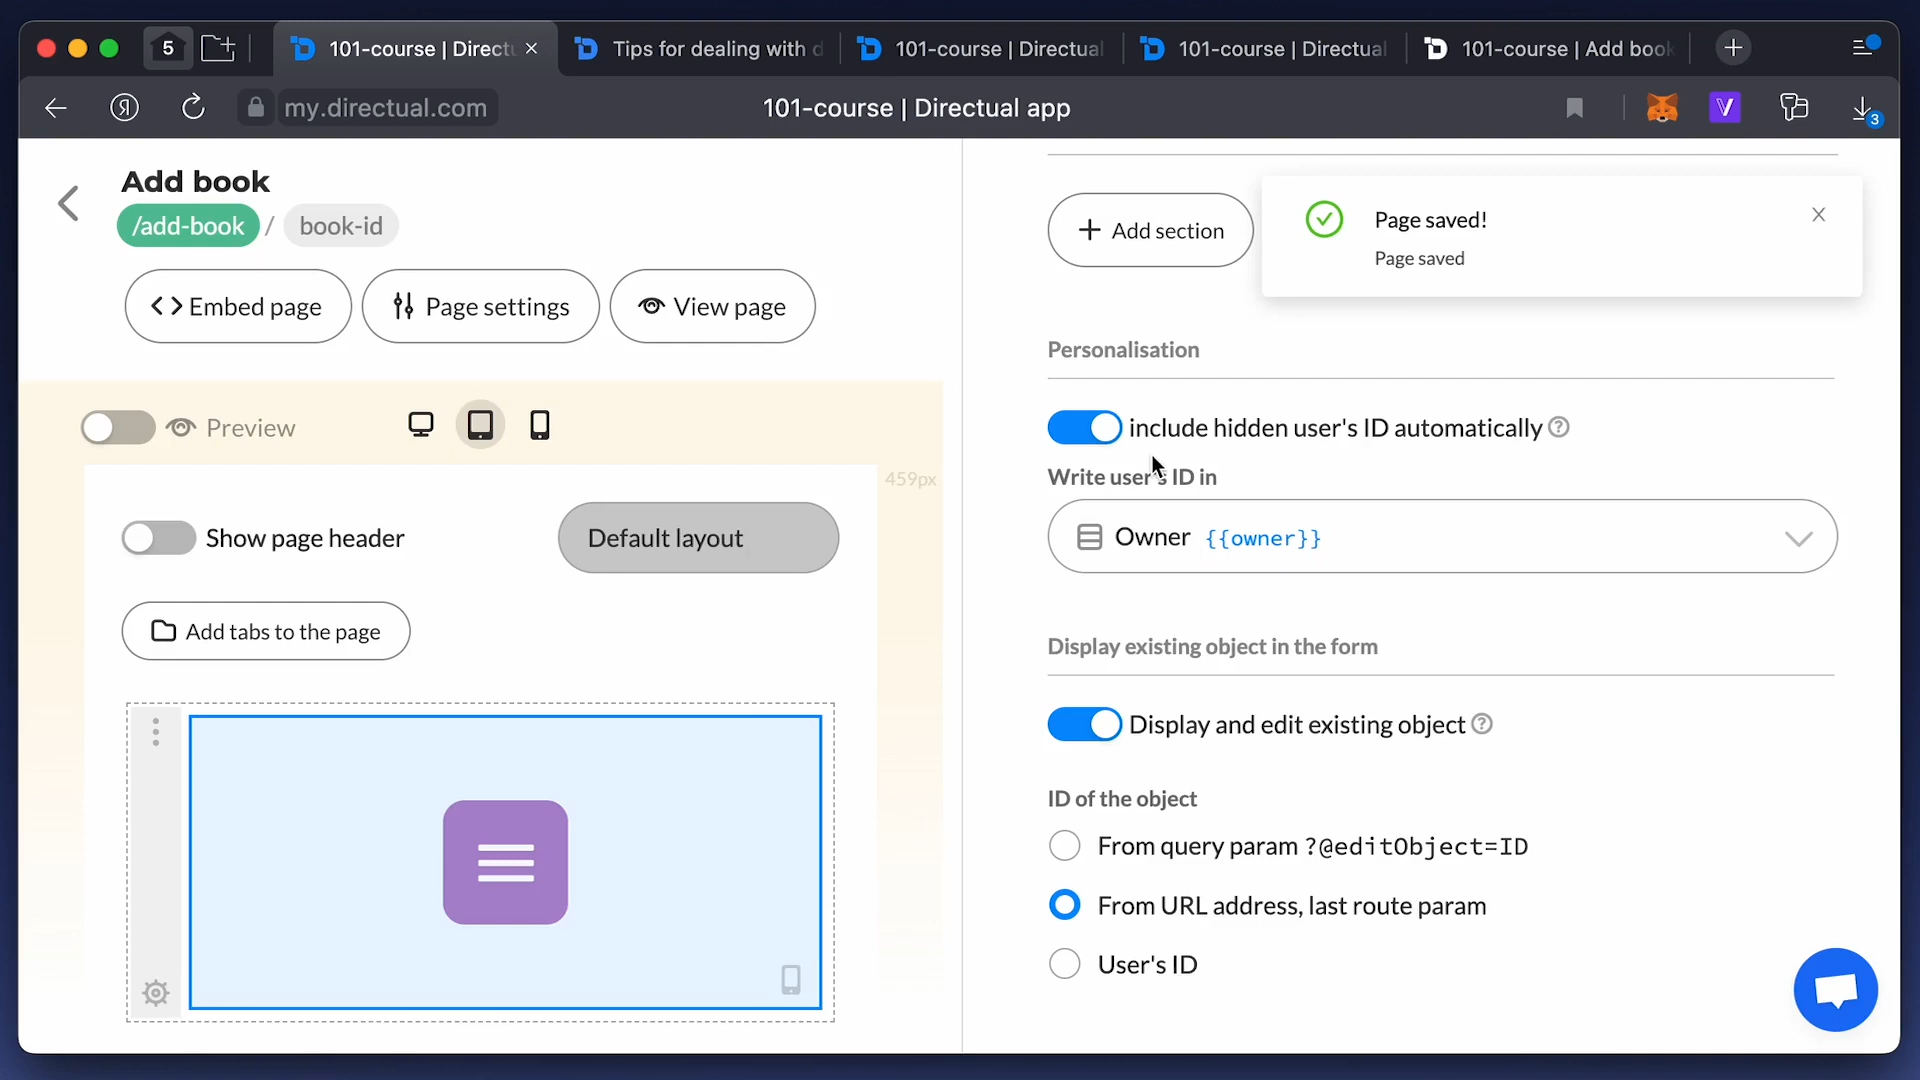 5
101-course | Direct
Tips for dealing with d
101-course | Directual
101-course | Directual
101-course | Add book
my.directual.com
101-course | Directual app
3
Add book
/add-book / book-id
Embed page
Page settings
View page
Preview
459px
Show page header
Default layout
Add tabs to the page
+ Add section
Page saved!
Page saved
Personalisation
include hidden user's ID automatically ?
Write user's ID in
Owner {{owner}}
Display existing object in the form
Display and edit existing object ?
ID of the object
From query param ?@editObject=ID
From URL address, last route param
User's ID